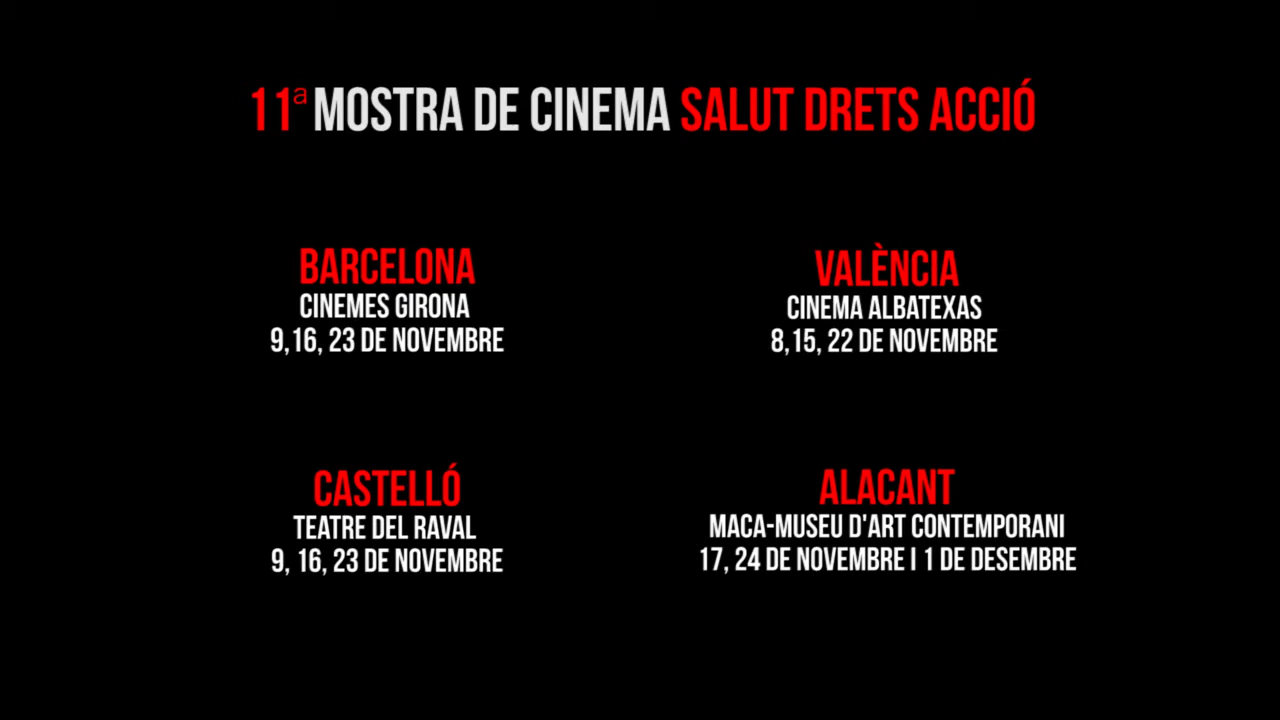 11ª MOSTRA DE CINEMA SALUT DRETS ACCIÓ
BARCELONA
CINEMES GIRONA
9,16, 23 DE NOVEMBRE
VALÈNCIA
CINEMA ALBATEXAS
8,15, 22 DE NOVEMBRE
CASTELLÓ
TEATRE DEL RAVAL
9, 16, 23 DE NOVEMBRE
ALACANT
MACA-MUSEU D'ART CONTEMPORANI
17, 24 DE NOVEMBRE I 1 DE DESEMBRE